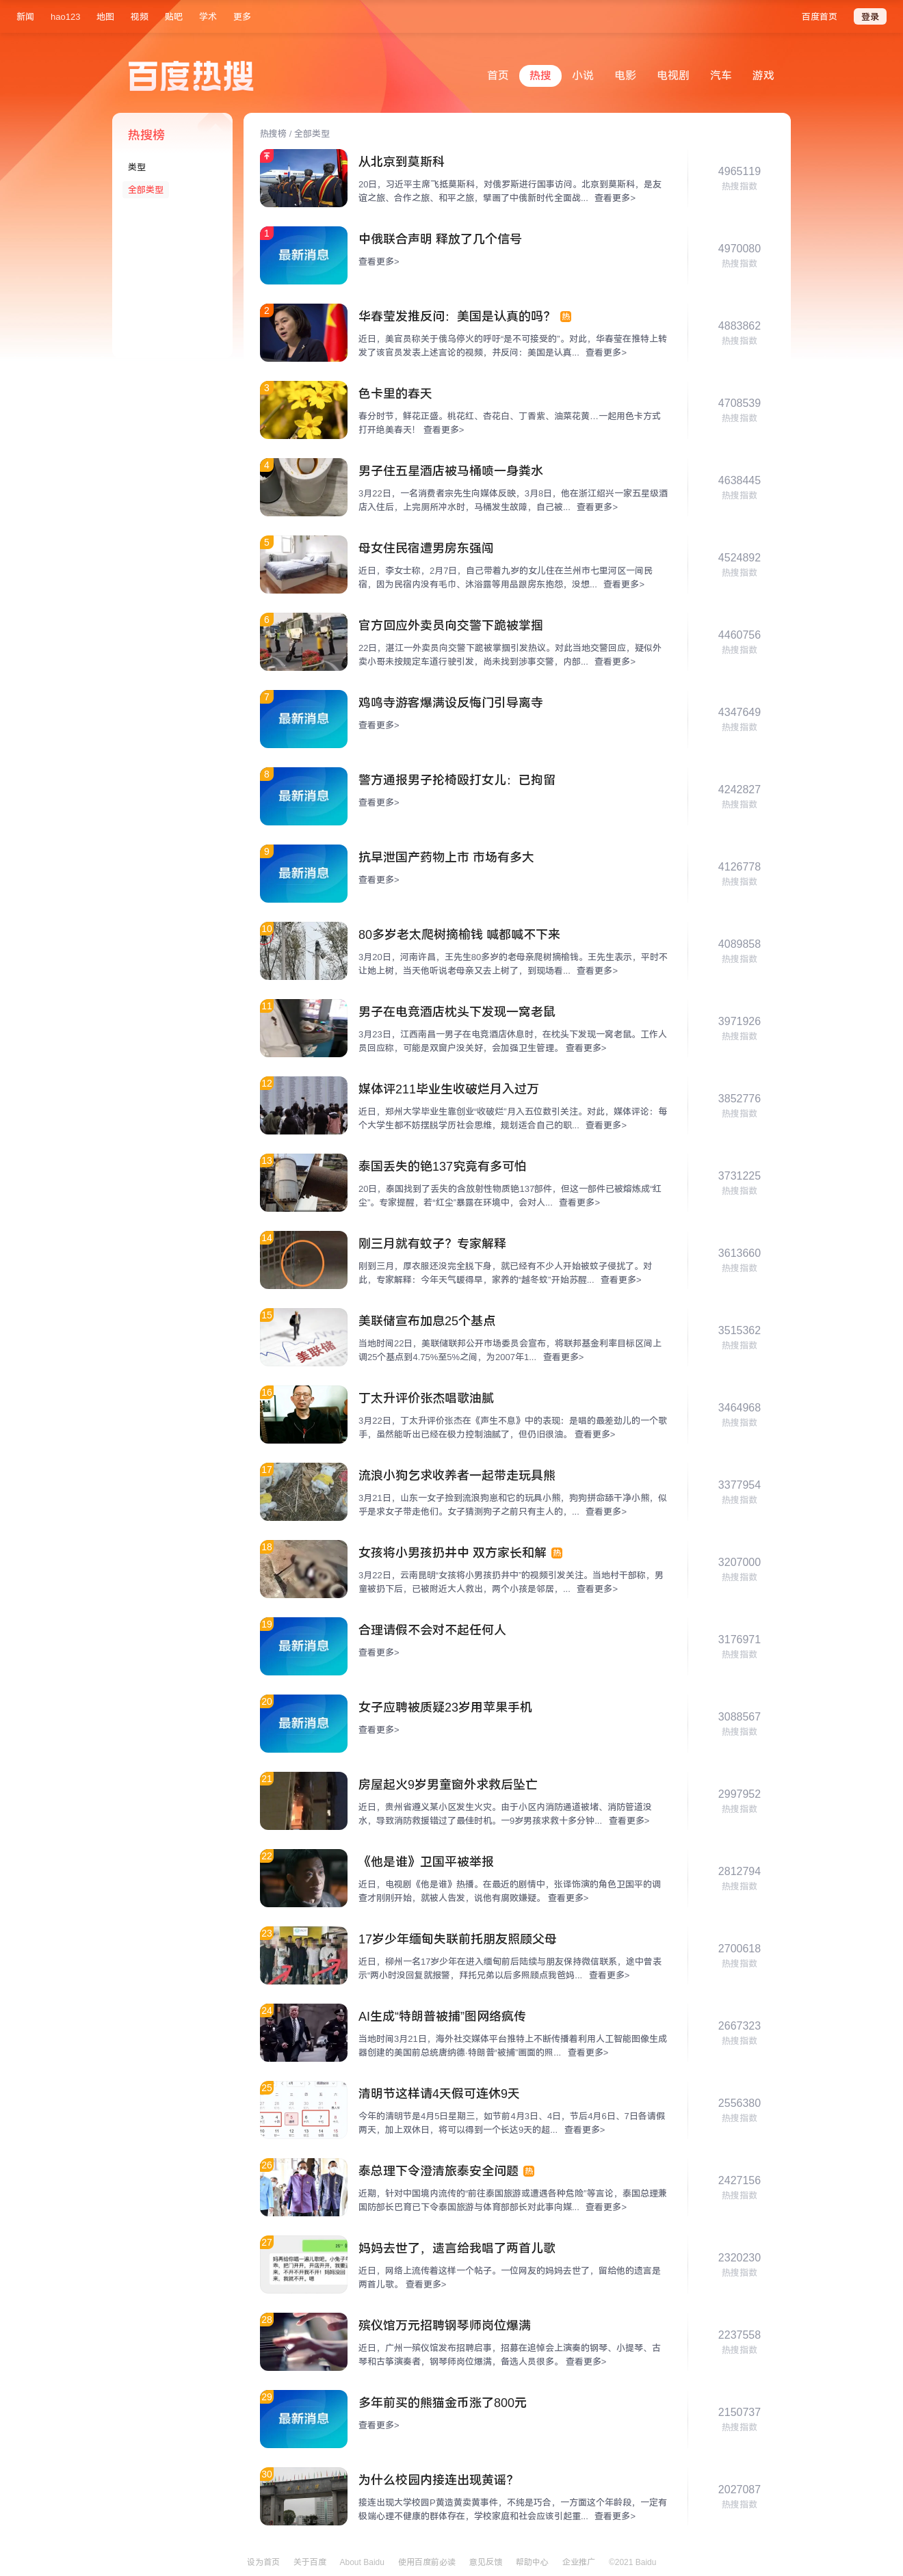 新闻 hao123 地图 视频 贴吧 学术 更多 百度首页 登录
百度热搜
首页 热搜 小说 电影 电视剧 汽车 游戏
热搜榜
类型
全部类型
热搜榜 / 全部类型
从北京到莫斯科
20日，习近平主席飞抵莫斯科，对俄罗斯进行国事访问。北京到莫斯科，是友
谊之旅、合作之旅、和平之旅，擘画了中俄新时代全面战... 查看更多>
4965119
热搜指数
1
最新消息
中俄联合声明 释放了几个信号
查看更多>
4970080
热搜指数
2
华春莹发推反问：美国是认真的吗？ 热
近日，美官员称关于俄乌停火的呼吁“是不可接受的”。对此，华春莹在推特上转
发了该官员发表上述言论的视频，并反问：美国是认真... 查看更多>
4883862
热搜指数
3
色卡里的春天
春分时节，鲜花正盛。桃花红、杏花白、丁香紫、油菜花黄…一起用色卡方式
打开绝美春天！ 查看更多>
4708539
热搜指数
4
男子住五星酒店被马桶喷一身粪水
3月22日，一名消费者宗先生向媒体反映，3月8日，他在浙江绍兴一家五星级酒
店入住后，上完厕所冲水时，马桶发生故障，自己被... 查看更多>
4638445
热搜指数
5
母女住民宿遭男房东强闯
近日，李女士称，2月7日，自己带着九岁的女儿住在兰州市七里河区一间民
宿，因为民宿内没有毛巾、沐浴露等用品跟房东抱怨，没想... 查看更多>
4524892
热搜指数
6
官方回应外卖员向交警下跪被掌掴
22日，湛江一外卖员向交警下跪被掌掴引发热议。对此当地交警回应，疑似外
卖小哥未按规定车道行驶引发，尚未找到涉事交警，内部... 查看更多>
4460756
热搜指数
7
最新消息
鸡鸣寺游客爆满设反悔门引导离寺
查看更多>
4347649
热搜指数
8
最新消息
警方通报男子抡椅殴打女儿：已拘留
查看更多>
4242827
热搜指数
9
最新消息
抗早泄国产药物上市 市场有多大
查看更多>
4126778
热搜指数
10
80多岁老太爬树摘榆钱 喊都喊不下来
3月20日，河南许昌，王先生80多岁的老母亲爬树摘榆钱。王先生表示，平时不
让她上树，当天他听说老母亲又去上树了，到现场看... 查看更多>
4089858
热搜指数
11
男子在电竞酒店枕头下发现一窝老鼠
3月23日，江西南昌一男子在电竞酒店休息时，在枕头下发现一窝老鼠。工作人
员回应称，可能是双窗户没关好，会加强卫生管理。 查看更多>
3971926
热搜指数
12
媒体评211毕业生收破烂月入过万
近日，郑州大学毕业生靠创业“收破烂”月入五位数引关注。对此，媒体评论：每
个大学生都不妨摆脱学历社会思维，规划适合自己的职... 查看更多>
3852776
热搜指数
13
泰国丢失的铯137究竟有多可怕
20日，泰国找到了丢失的含放射性物质铯137部件，但这一部件已被熔炼成“红
尘”。专家提醒，若“红尘”暴露在环境中，会对人... 查看更多>
3731225
热搜指数
14
刚三月就有蚊子？专家解释
刚到三月，厚衣服还没完全脱下身，就已经有不少人开始被蚊子侵扰了。对
此，专家解释：今年天气暖得早，家养的“越冬蚊”开始苏醒... 查看更多>
3613660
热搜指数
15
美联储
美联储宣布加息25个基点
当地时间22日，美联储联邦公开市场委员会宣布，将联邦基金利率目标区间上
调25个基点到4.75%至5%之间，为2007年1... 查看更多>
3515362
热搜指数
16
丁太升评价张杰唱歌油腻
3月22日，丁太升评价张杰在《声生不息》中的表现：是唱的最差劲儿的一个歌
手，虽然能听出已经在极力控制油腻了，但仍旧很油。 查看更多>
3464968
热搜指数
17
流浪小狗乞求收养者一起带走玩具熊
3月21日，山东一女子捡到流浪狗崽和它的玩具小熊，狗狗拼命舔干净小熊，似
乎是求女子带走他们。女子猜测狗子之前只有主人的，... 查看更多>
3377954
热搜指数
18
女孩将小男孩扔井中 双方家长和解 热
3月22日，云南昆明“女孩将小男孩扔井中”的视频引发关注。当地村干部称，男
童被扔下后，已被附近大人救出，两个小孩是邻居，... 查看更多>
3207000
热搜指数
19
最新消息
合理请假不会对不起任何人
查看更多>
3176971
热搜指数
20
最新消息
女子应聘被质疑23岁用苹果手机
查看更多>
3088567
热搜指数
21
房屋起火9岁男童窗外求救后坠亡
近日，贵州省遵义某小区发生火灾。由于小区内消防通道被堵、消防管道没
水，导致消防救援错过了最佳时机。一9岁男孩求救十多分钟... 查看更多>
2997952
热搜指数
22
《他是谁》卫国平被举报
近日，电视剧《他是谁》热播。在最近的剧情中，张译饰演的角色卫国平的调
查才刚刚开始，就被人告发，说他有腐败嫌疑。 查看更多>
2812794
热搜指数
23
17岁少年缅甸失联前托朋友照顾父母
近日，柳州一名17岁少年在进入缅甸前后陆续与朋友保持微信联系，途中曾表
示“两小时没回复就报警，拜托兄弟以后多照顾点我爸妈... 查看更多>
2700618
热搜指数
24
AI生成“特朗普被捕”图网络疯传
当地时间3月21日，海外社交媒体平台推特上不断传播着利用人工智能图像生成
器创建的美国前总统唐纳德·特朗普“被捕”画面的照... 查看更多>
2667323
热搜指数
25
清明节这样请4天假可连休9天
今年的清明节是4月5日星期三，如节前4月3日、4日，节后4月6日、7日各请假
两天，加上双休日，将可以得到一个长达9天的超... 查看更多>
2556380
热搜指数
26
泰总理下令澄清旅泰安全问题 热
近期，针对中国境内流传的“前往泰国旅游或遭遇各种危险”等言论，泰国总理兼
国防部长巴育已下令泰国旅游与体育部部长对此事向媒... 查看更多>
2427156
热搜指数
27
妈妈去世了，遗言给我唱了两首儿歌
近日，网络上流传着这样一个帖子。一位网友的妈妈去世了，留给他的遗言是
两首儿歌。 查看更多>
2320230
热搜指数
28
殡仪馆万元招聘钢琴师岗位爆满
近日，广州一殡仪馆发布招聘启事，招募在追悼会上演奏的钢琴、小提琴、古
琴和古筝演奏者，钢琴师岗位爆满，备选人员很多。 查看更多>
2237558
热搜指数
29
最新消息
多年前买的熊猫金币涨了800元
查看更多>
2150737
热搜指数
30
为什么校园内接连出现黄谣？
接连出现大学校园P黄造黄卖黄事件，不纯是巧合，一方面这个年龄段，一定有
极端心理不健康的群体存在，学校家庭和社会应该引起重... 查看更多>
2027087
热搜指数
设为首页 关于百度 About Baidu 使用百度前必读 意见反馈 帮助中心 企业推广 ©2021 Baidu